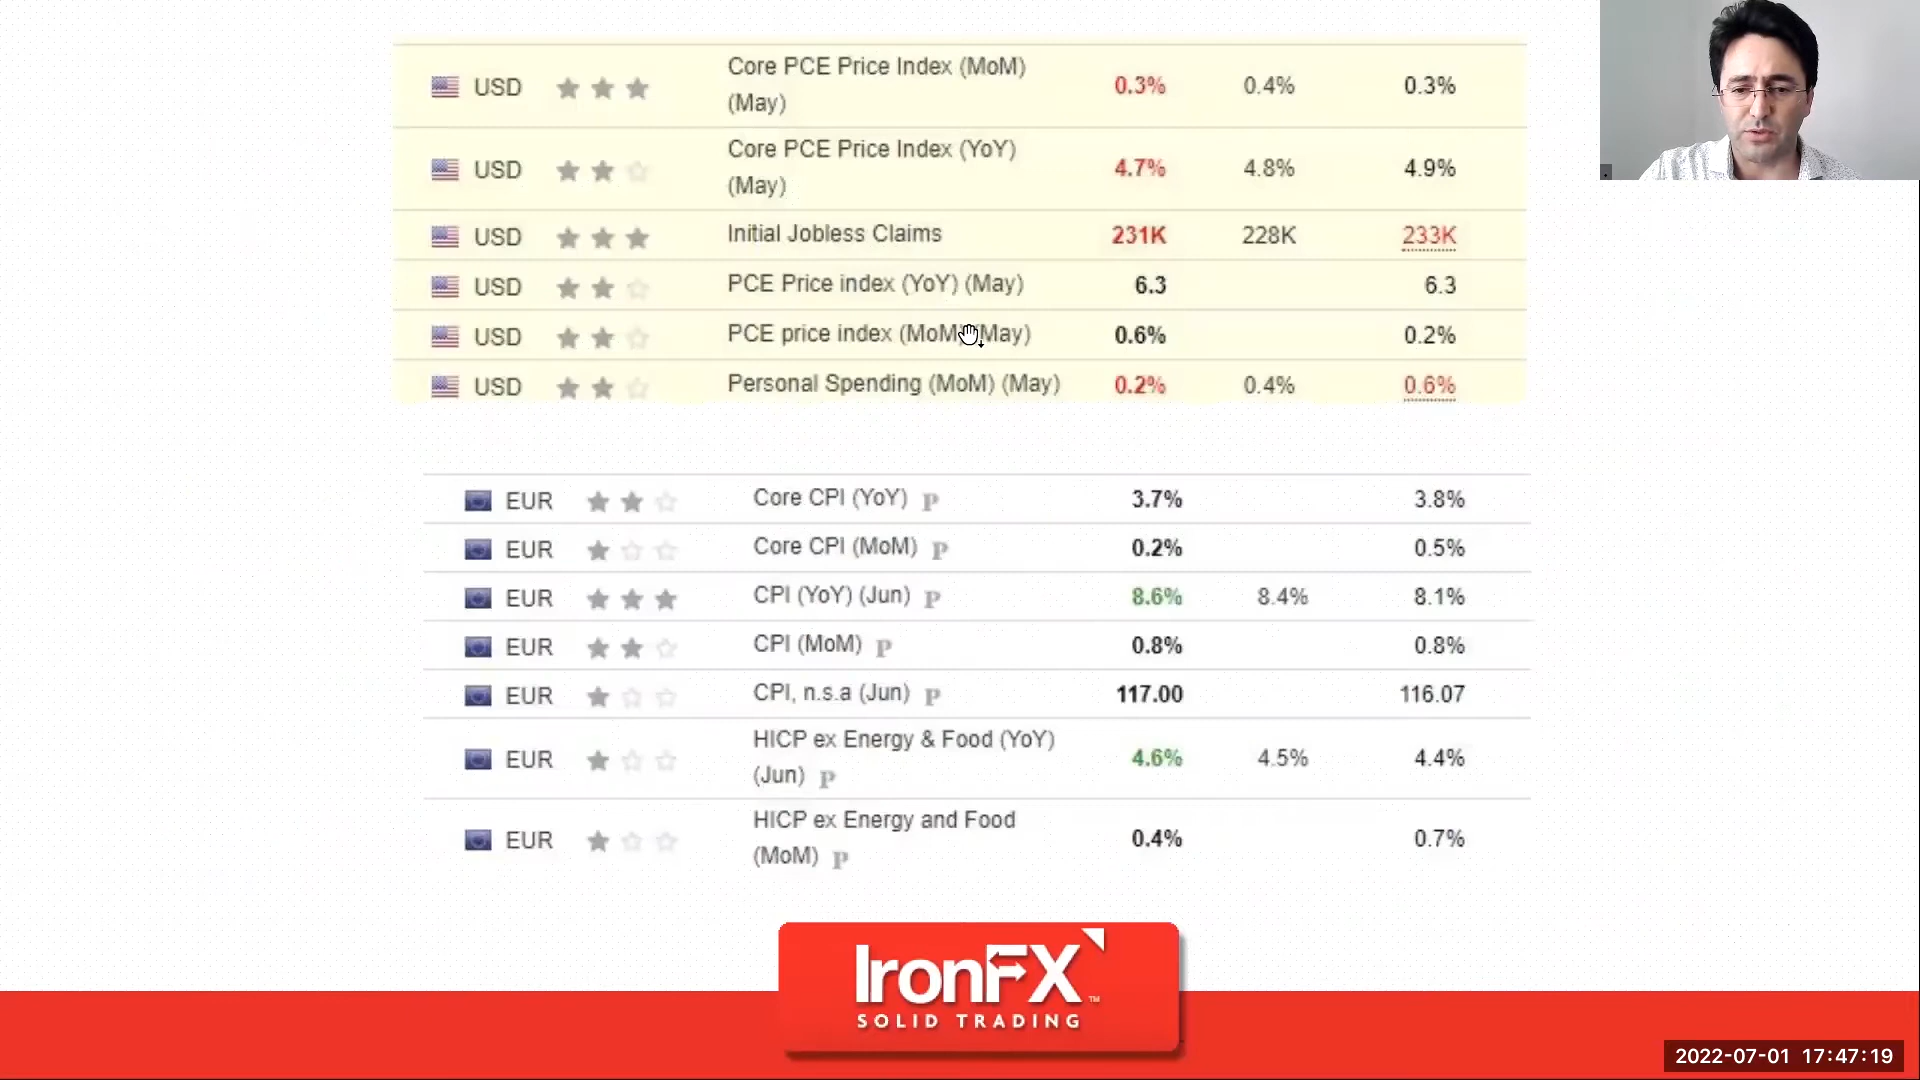 USD Core PCE Price Index (MoM) (May) 0.3% 0.4% 0.3%
USD Core PCE Price Index (YoY) (May) 4.7% 4.8% 4.9%
USD Initial Jobless Claims 231K 228K 233K
USD PCE Price index (YoY) (May) 6.3 6.3
USD PCE price index (MoM) (May) 0.6% 0.2%
USD Personal Spending (MoM) (May) 0.2% 0.4% 0.6%
EUR Core CPI (YoY) P 3.7% 3.8%
EUR Core CPI (MoM) P 0.2% 0.5%
EUR CPI (YoY) (Jun) P 8.6% 8.4% 8.1%
EUR CPI (MoM) P 0.8% 0.8%
EUR CPI, n.s.a (Jun) P 117.00 116.07
EUR HICP ex Energy & Food (YoY) (Jun) P 4.6% 4.5% 4.4%
EUR HICP ex Energy and Food (MoM) P 0.4% 0.7%
IronFX™
SOLID TRADING
2022-07-01 17:47:19